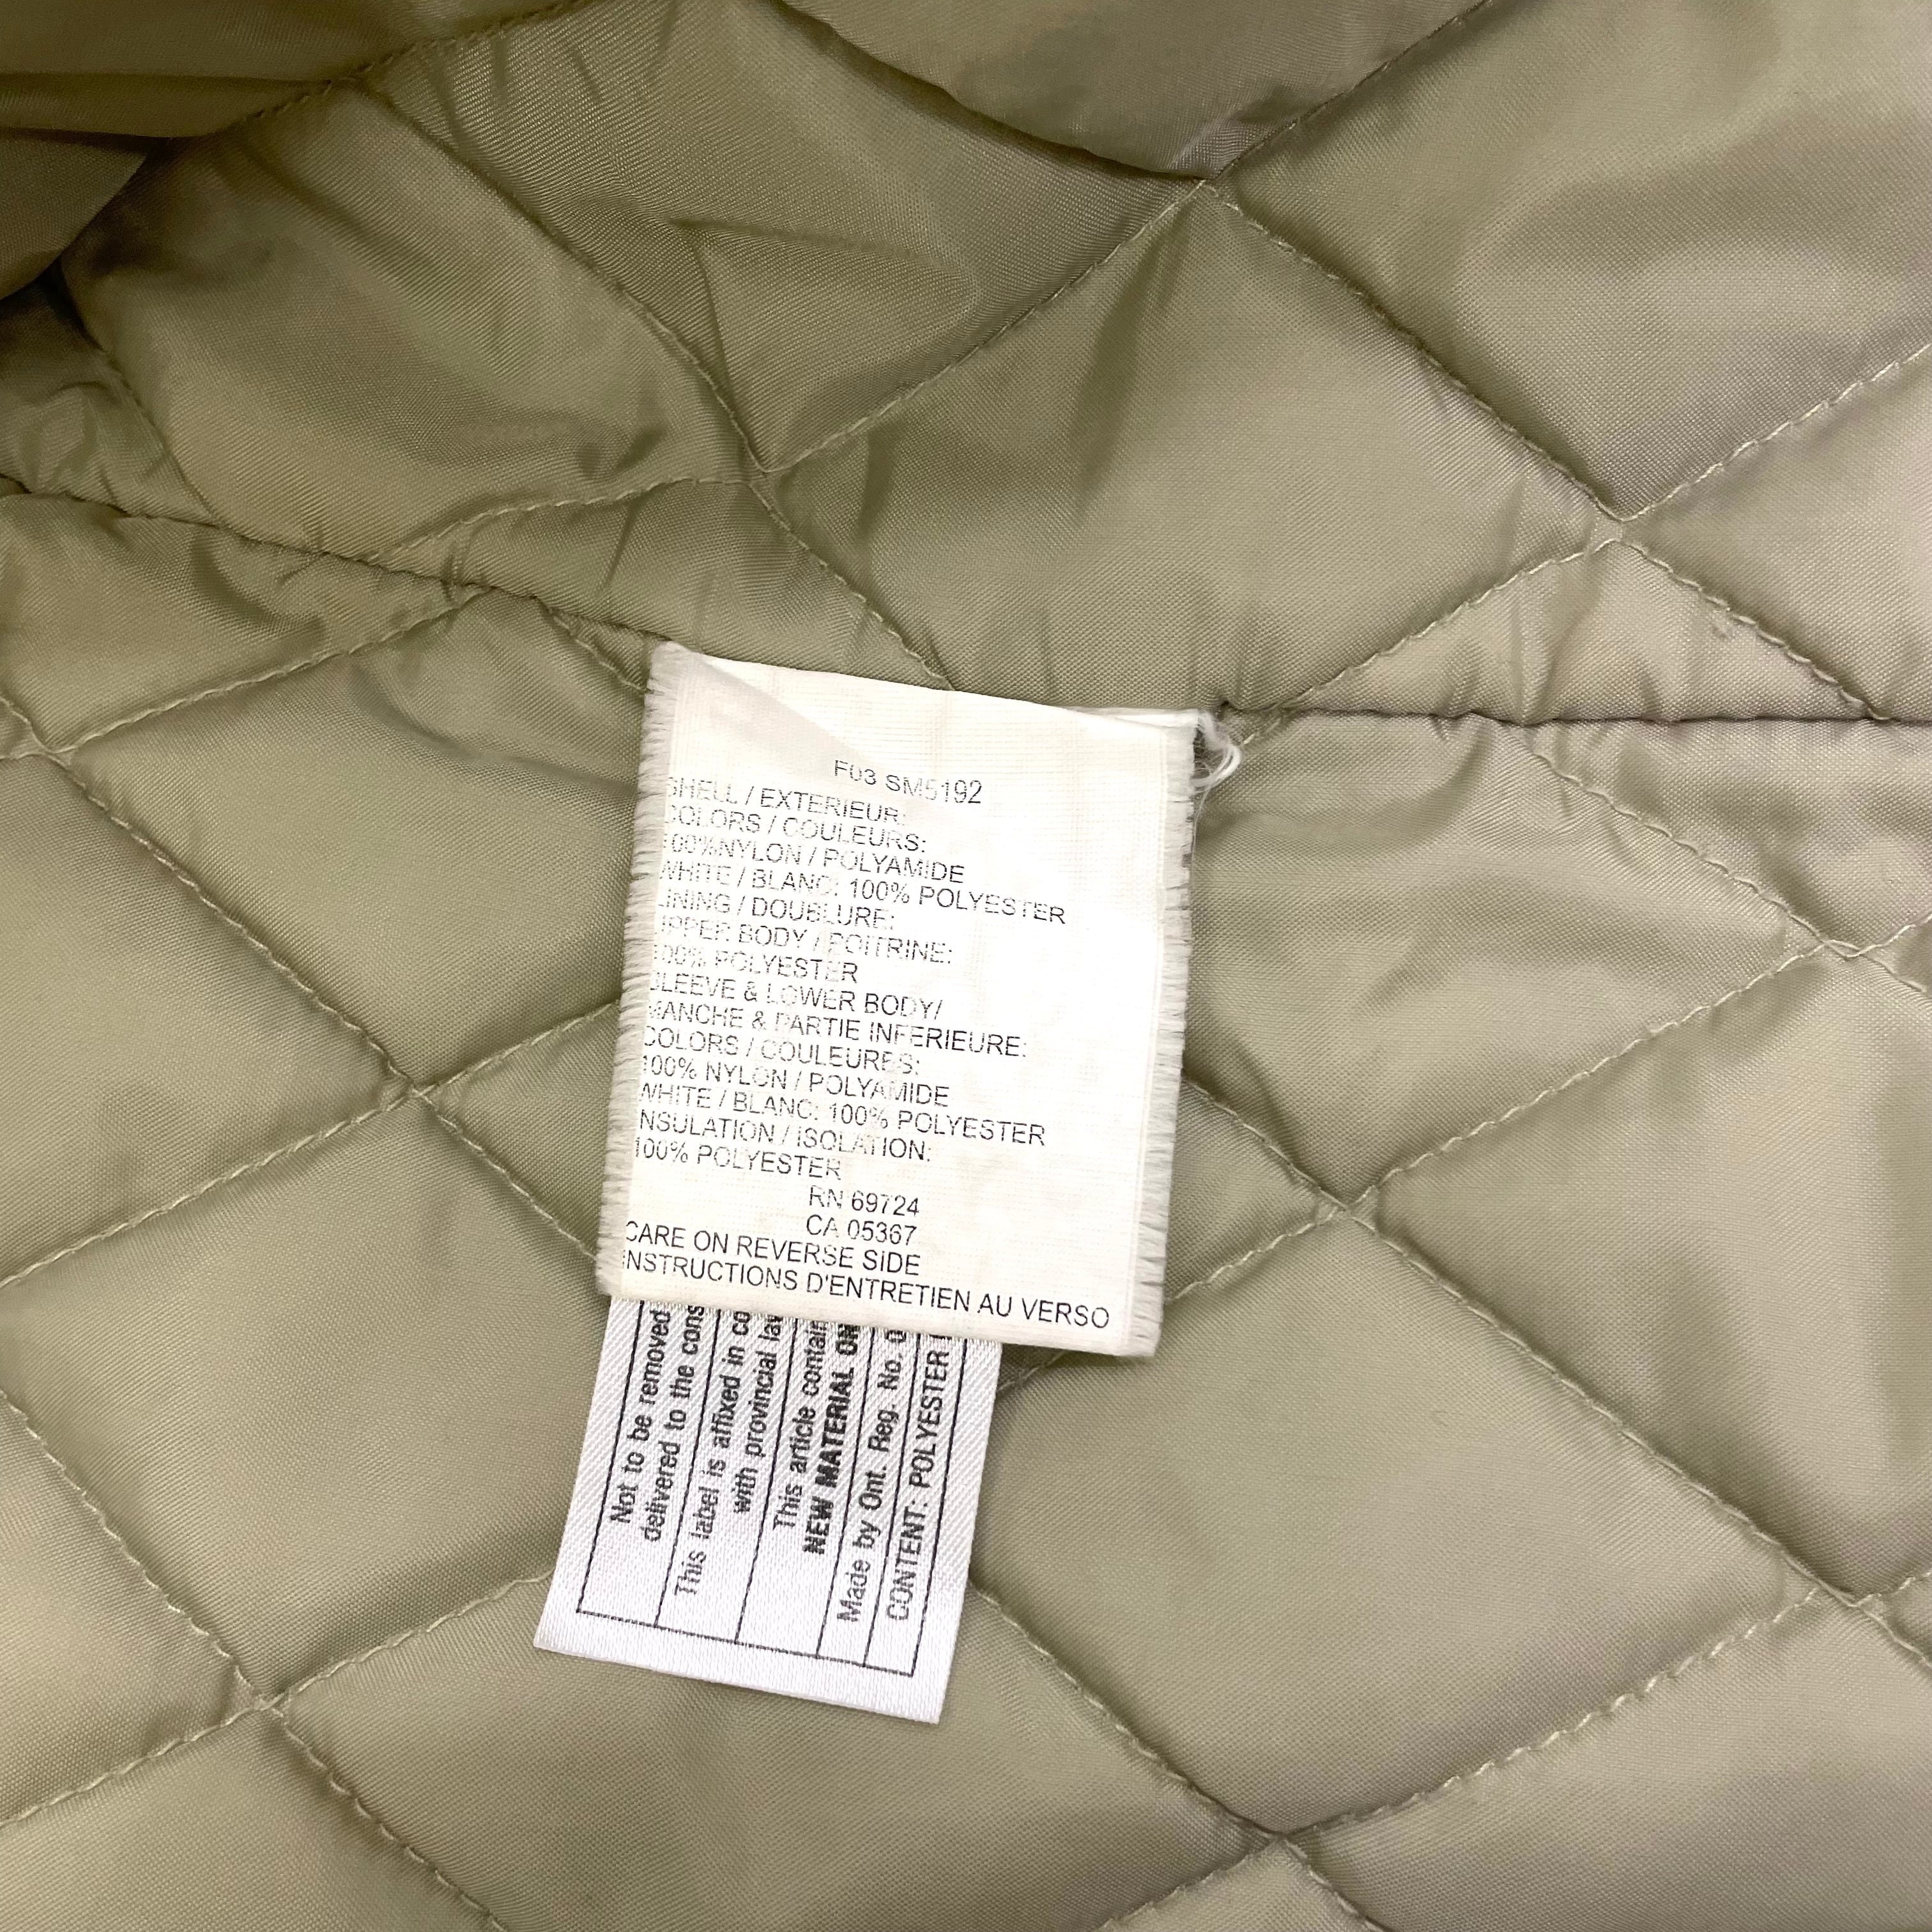 F03 SM5192
SHELL / EXTERIEUR:
COLORS / COULEURS:
100%NYLON / POLYAMIDE
WHITE / BLANC: 100% POLYESTER
LINING / DOUBLURE:
UPPER BODY / POITRINE:
100% POLYESTER
SLEEVE & LOWER BODY/
MANCHE & PARTIE INFERIEURE:
COLORS / COULEURES:
100% NYLON / POLYAMIDE
WHITE / BLANC: 100% POLYESTER
INSULATION / ISOLATION:
100% POLYESTER
RN 69724
CA 05367
CARE ON REVERSE SIDE
INSTRUCTIONS D'ENTRETIEN AU VERSO
Not to be removed
delivered to the cons
This label is affixed in co
with provincial law
This article contain
NEW MATERIAL ON
Made by Ont. Reg. No.
CONTENT: POLYESTER